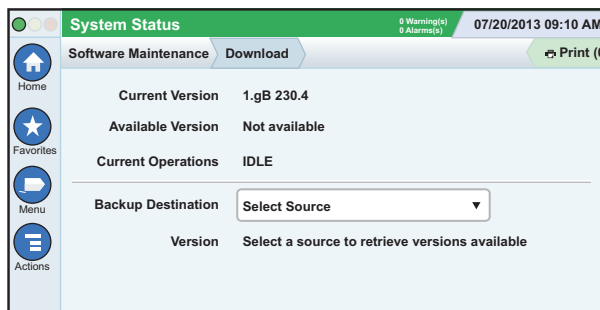 System Status
0 Warning(s)
0 Alarms(s)
07/20/2013 09:10 AM
Software Maintenance
Download
Print (
Home
Favorites
Menu
Actions
Current Version 1.gB 230.4
Available Version Not available
Current Operations IDLE
Backup Destination Select Source
Version Select a source to retrieve versions available